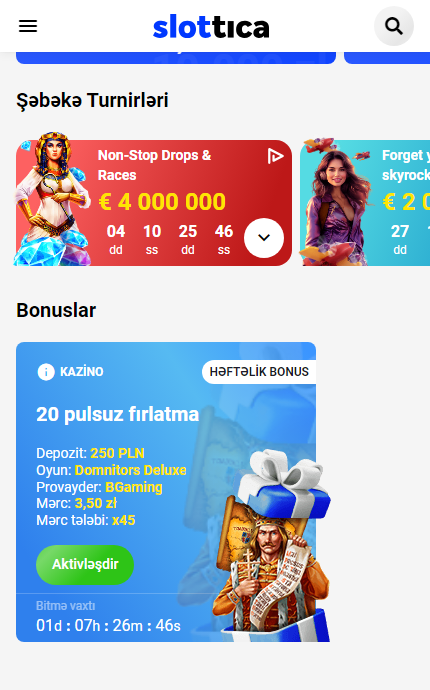 slottica
Şəbəkə Turnirləri
Non-Stop Drops &
Races
€ 4 000 000
04 10 25 46
dd ss dd ss
Forget y
skyrock
€ 2 0
27
dd
Bonuslar
KAZİNO
HƏFTƏLİK BONUS
20 pulsuz fırlatma
Depozit: 250 PLN
Oyun: Domnitors Deluxe
Provayder: BGaming
Mərc: 3,50 zł
Mərc tələbi: x45
Aktivləşdir
Bitmə vaxtı
01d : 07h : 26m : 46s